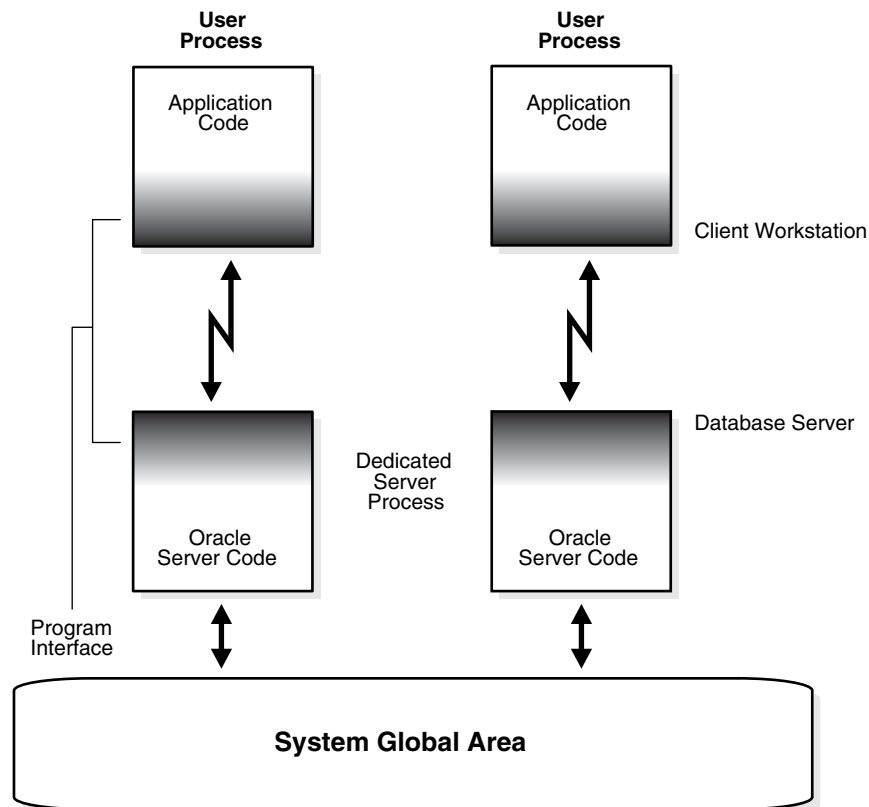 User
Process
User
Process
Application
Code
Application
Code
Client Workstation
Database Server
Dedicated
Server
Process
Oracle
Server Code
Oracle
Server Code
Program
Interface
System Global Area